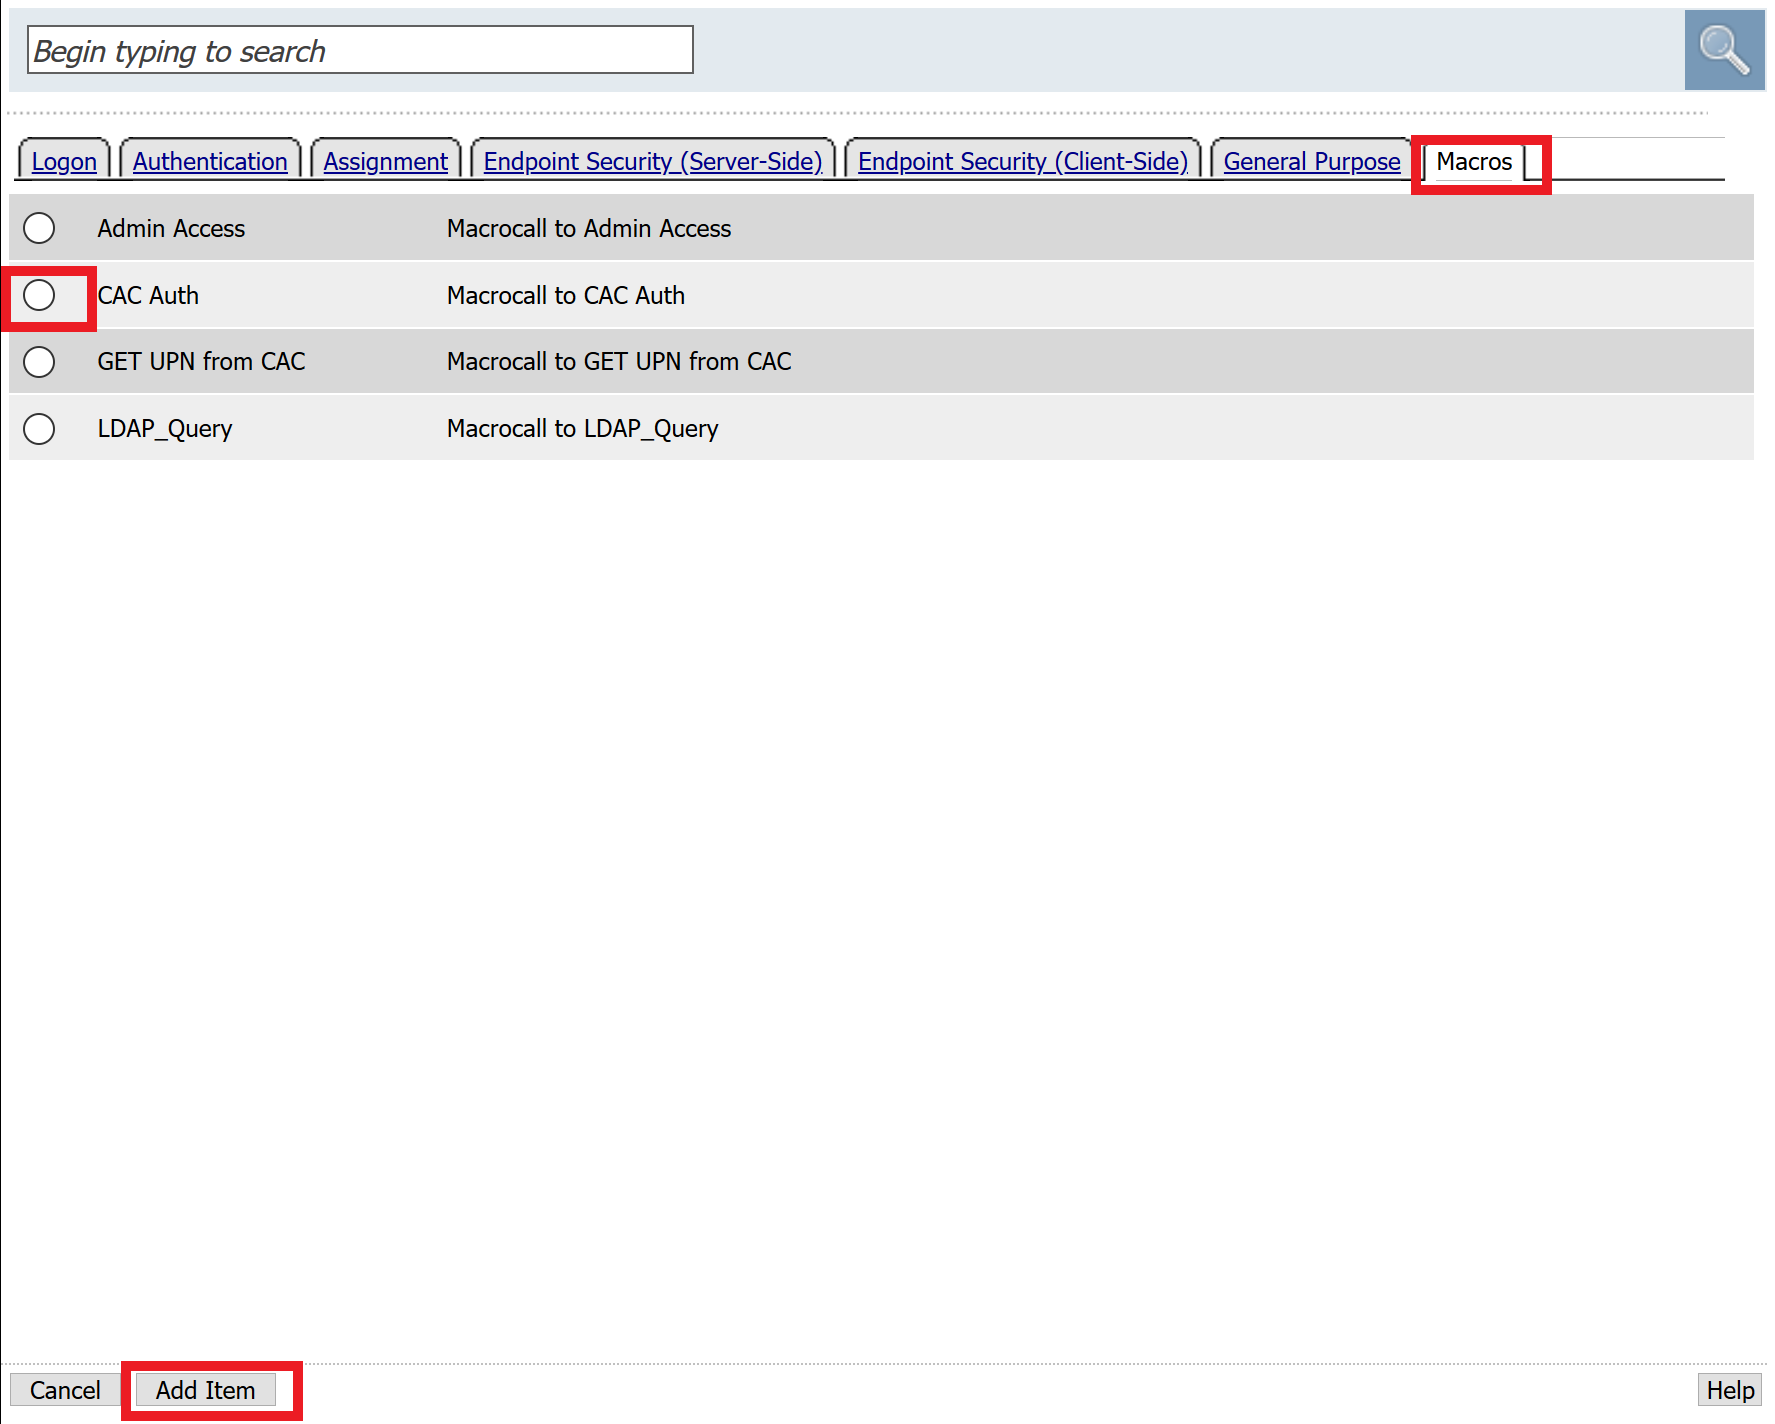 Begin typing to search
Logon Authentication Assignment Endpoint Security (Server-Side) Endpoint Security (Client-Side) General Purpose Macros
Admin Access Macrocall to Admin Access
CAC Auth Macrocall to CAC Auth
GET UPN from CAC Macrocall to GET UPN from CAC
LDAP_Query Macrocall to LDAP_Query
Cancel Add Item Help